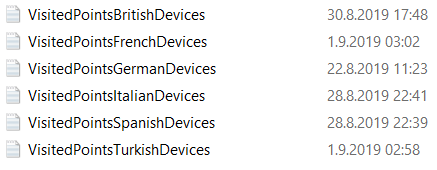 VisitedPointsBritishDevices 30.8.2019 17:48
VisitedPointsFrenchDevices 1.9.2019 03:02
VisitedPointsGermanDevices 22.8.2019 11:23
VisitedPointsItalianDevices 28.8.2019 22:41
VisitedPointsSpanishDevices 28.8.2019 22:39
VisitedPointsTurkishDevices 1.9.2019 02:58